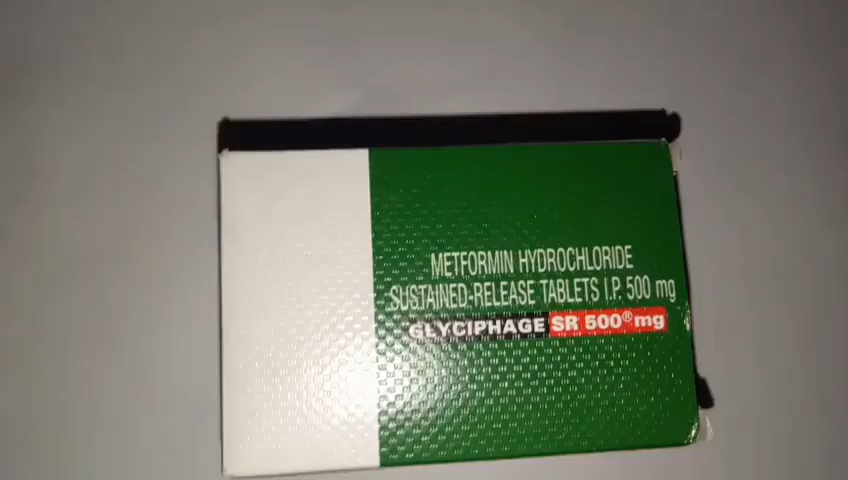 METFORMIN HYDROCHLORIDE
SUSTAINED-RELEASE TABLETS I.P. 500 mg
GLYCIPHAGE SR 500® mg